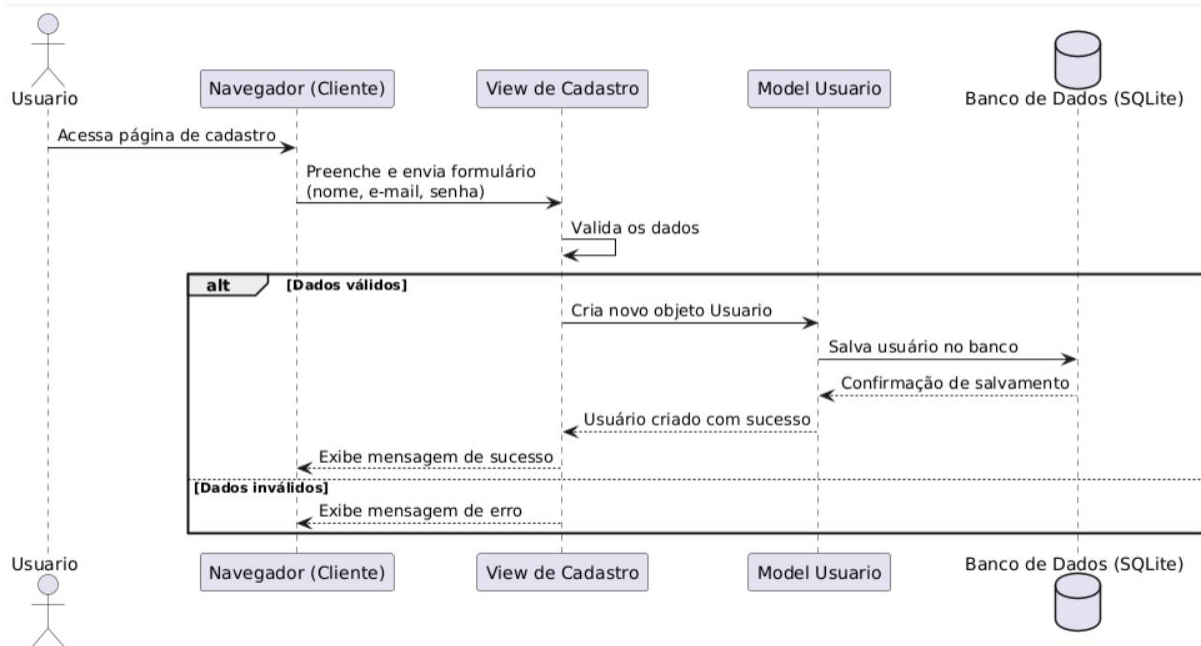 Usuario
Navegador (Cliente)
View de Cadastro
Model Usuario
Banco de Dados (SQLite)
Acessa página de cadastro
Preenche e envia formulário
(nome, e-mail, senha)
Valida os dados
alt
[Dados válidos]
Cria novo objeto Usuario
Salva usuário no banco
Confirmação de salvamento
Usuário criado com sucesso
Exibe mensagem de sucesso
[Dados inválidos]
Exibe mensagem de erro
Usuario
Navegador (Cliente)
View de Cadastro
Model Usuario
Banco de Dados (SQLite)